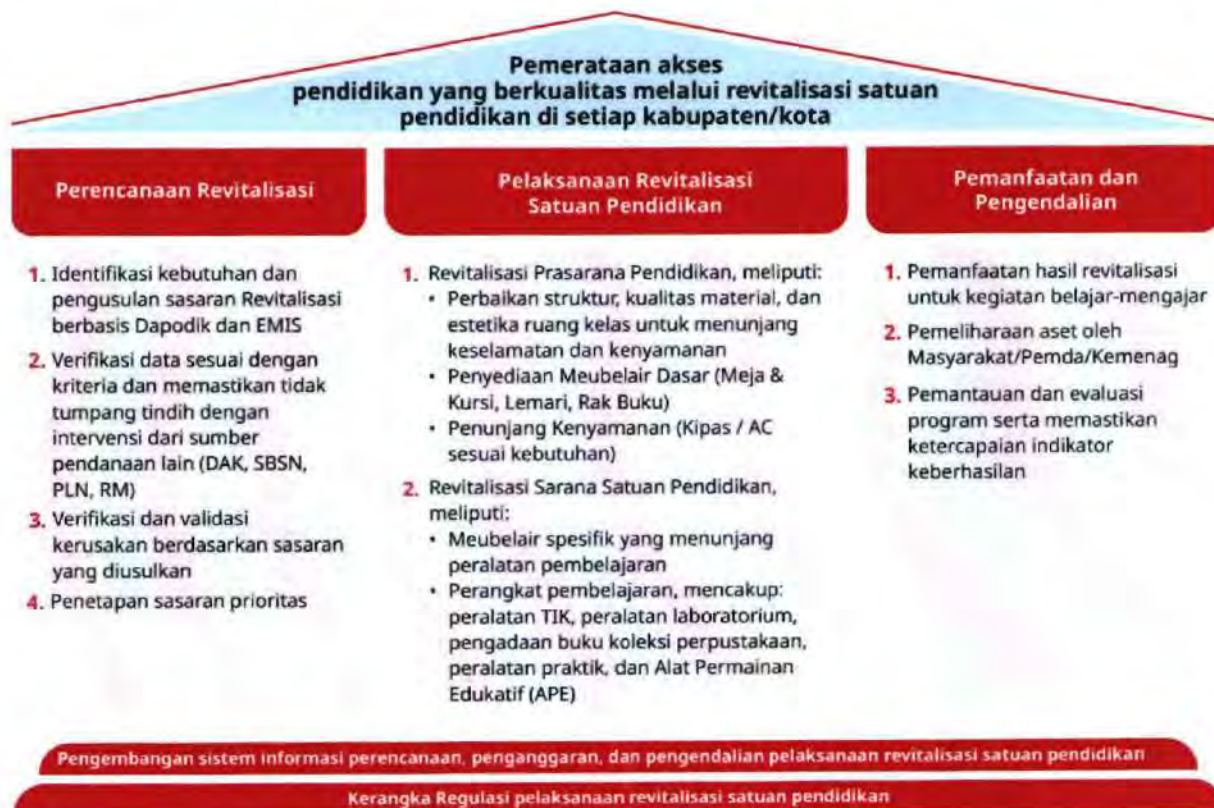 Pemerataan akses
pendidikan yang berkualitas melalui revitalisasi satuan
pendidikan di setiap kabupaten/kota
Perencanaan Revitalisasi
1. Identifikasi kebutuhan dan
pengusulan sasaran Revitalisasi
berbasis Dapodik dan EMIS
2. Verifikasi data sesuai dengan
kriteria dan memastikan tidak
tumpang tindih dengan
intervensi dari sumber
pendanaan lain (DAK, SBSN,
PLN, RM)
3. Verifikasi dan validasi
kerusakan berdasarkan sasaran
yang diusulkan
4. Penetapan sasaran prioritas
Pelaksanaan Revitalisasi
Satuan Pendidikan
1. Revitalisasi Prasarana Pendidikan, meliputi:
• Perbaikan struktur, kualitas material, dan
estetika ruang kelas untuk menunjang
keselamatan dan kenyamanan
• Penyediaan Meubelair Dasar (Meja &
Kursi, Lemari, Rak Buku)
• Penunjang Kenyamanan (Kipas / AC
sesuai kebutuhan)
2. Revitalisasi Sarana Satuan Pendidikan,
meliputi:
• Meubelair spesifik yang menunjang
peralatan pembelajaran
• Perangkat pembelajaran, mencakup:
peralatan TIK, peralatan laboratorium,
pengadaan buku koleksi perpustakaan,
peralatan praktik, dan Alat Permainan
Edukatif (APE)
Pemanfaatan dan
Pengendalian
1. Pemanfaatan hasil revitalisasi
untuk kegiatan belajar-mengajar
2. Pemeliharaan aset oleh
Masyarakat/Pemda/Kemenag
3. Pemantauan dan evaluasi
program serta memastikan
ketercapaian indikator
keberhasilan
Pengembangan sistem informasi perencanaan, penganggaran, dan pengendalian pelaksanaan revitalisasi satuan pendidikan
Kerangka Regulasi pelaksanaan revitalisasi satuan pendidikan